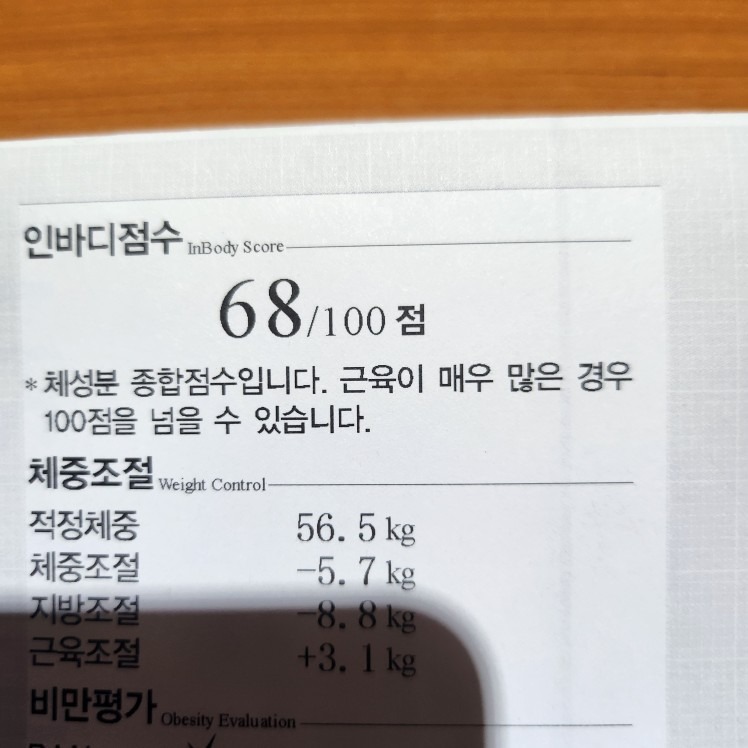 인바디점수 InBody Score
68/100 점
* 체성분 종합점수입니다. 근육이 매우 많은 경우
100점을 넘을 수 있습니다.
체중조절 Weight Control
적정체중 56.5 kg
체중조절 -5.7 kg
지방조절 -8.8 kg
근육조절 +3.1 kg
비만평가 Obesity Evaluation